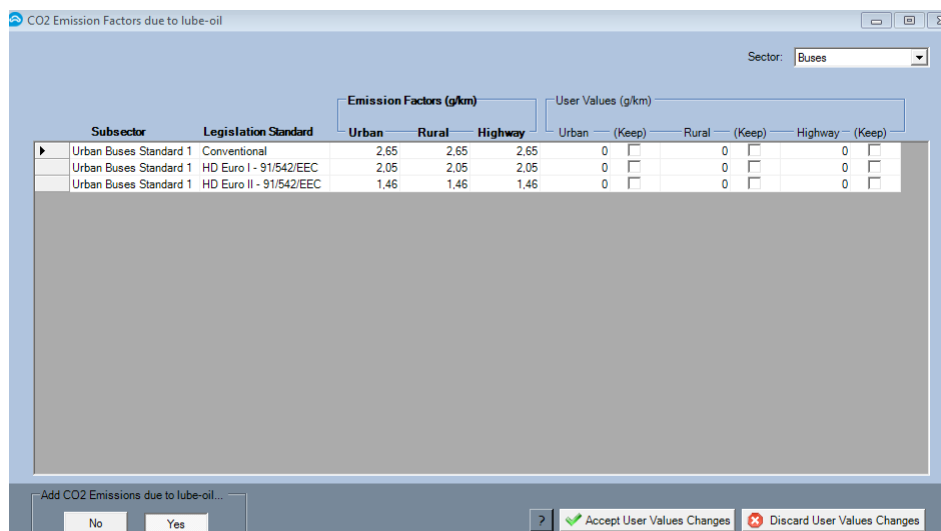 CO2 Emission Factors due to lube-oil
Sector: Buses
Emission Factors (g/km) User Values (g/km)
Subsector Legislation Standard Urban Rural Highway Urban (Keep) Rural (Keep) Highway (Keep)
Urban Buses Standard 1 Conventional 2,65 2,65 2,65 0 0 0
Urban Buses Standard 1 HD Euro I - 91/542/EEC 2,05 2,05 2,05 0 0 0
Urban Buses Standard 1 HD Euro II - 91/542/EEC 1,46 1,46 1,46 0 0 0
Add CO2 Emissions due to lube-oil...
No Yes ? Accept User Values Changes Discard User Values Changes